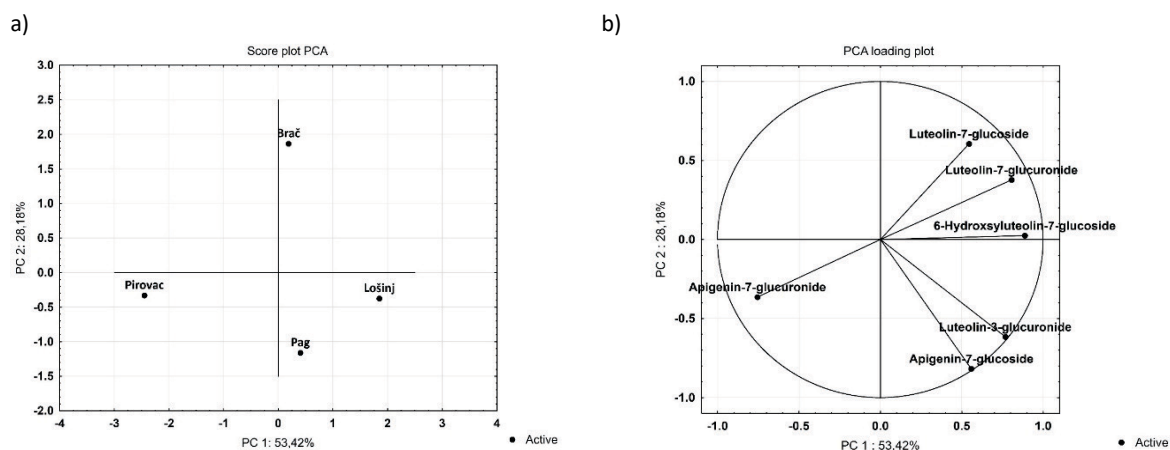 a)
Score plot PCA
3.0
2.5
2.0
1.5
1.0
0.5
0.0
-0.5
-1.0
-1.5
-2.0
PC 2: 28,18%
Brač
Pirovac
Lošinj
Pag
-4 -3 -2 -1 0 1 2 3 4
PC 1: 53,42%
Active
b)
PCA loading plot
1.0
0.5
0.0
-0.5
-1.0
PC 2 : 28,18%
Luteolin-7-glucoside
Luteolin-7-glucuronide
6-Hydroxsyluteolin-7-glucoside
Apigenin-7-glucuronide
Luteolin-3-glucuronide
Apigenin-7-glucoside
-1.0 -0.5 0.0 0.5 1.0
PC 1 : 53,42%
Active